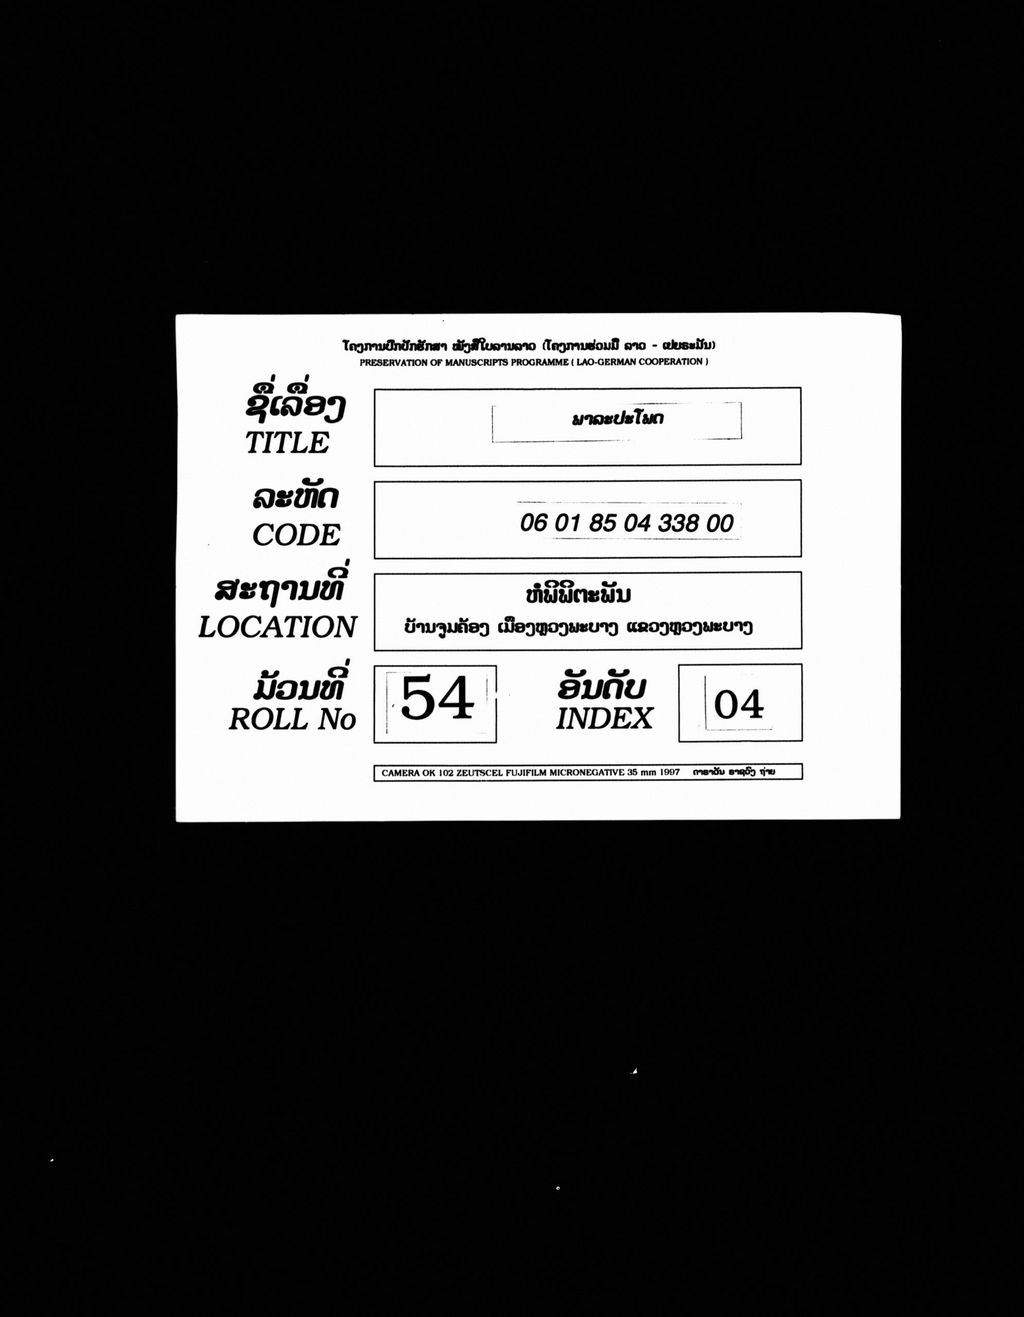 ໂຄງການປົກປັກຮັກສາ ໜັງສືໃບລານລາວ (ໂຄງການຮ່ວມມື ລາວ - ເຢຍຣະມັນ)
PRESERVATION OF MANUSCRIPTS PROGRAMME ( LAO-GERMAN COOPERATION )
ຊື່ເລື່ອງ
TITLE
ພາລະປະໂພດ
ລະຫັດ
CODE
06 01 85 04 338 00
ສະຖານທີ່
LOCATION
ຫໍພິພິຕະພັນ
ບ້ານຈູມຄ້ອງ ເມືອງຫຼວງພະບາງ ແຂວງຫຼວງພະບາງ
ມ້ວນທີ່
ROLL No
54
ອັນດັບ
INDEX
04
CAMERA OK 102 ZEUTSCEL FUJIFILM MICRONEGATIVE 35 mm 1997 ຖ່າຍ